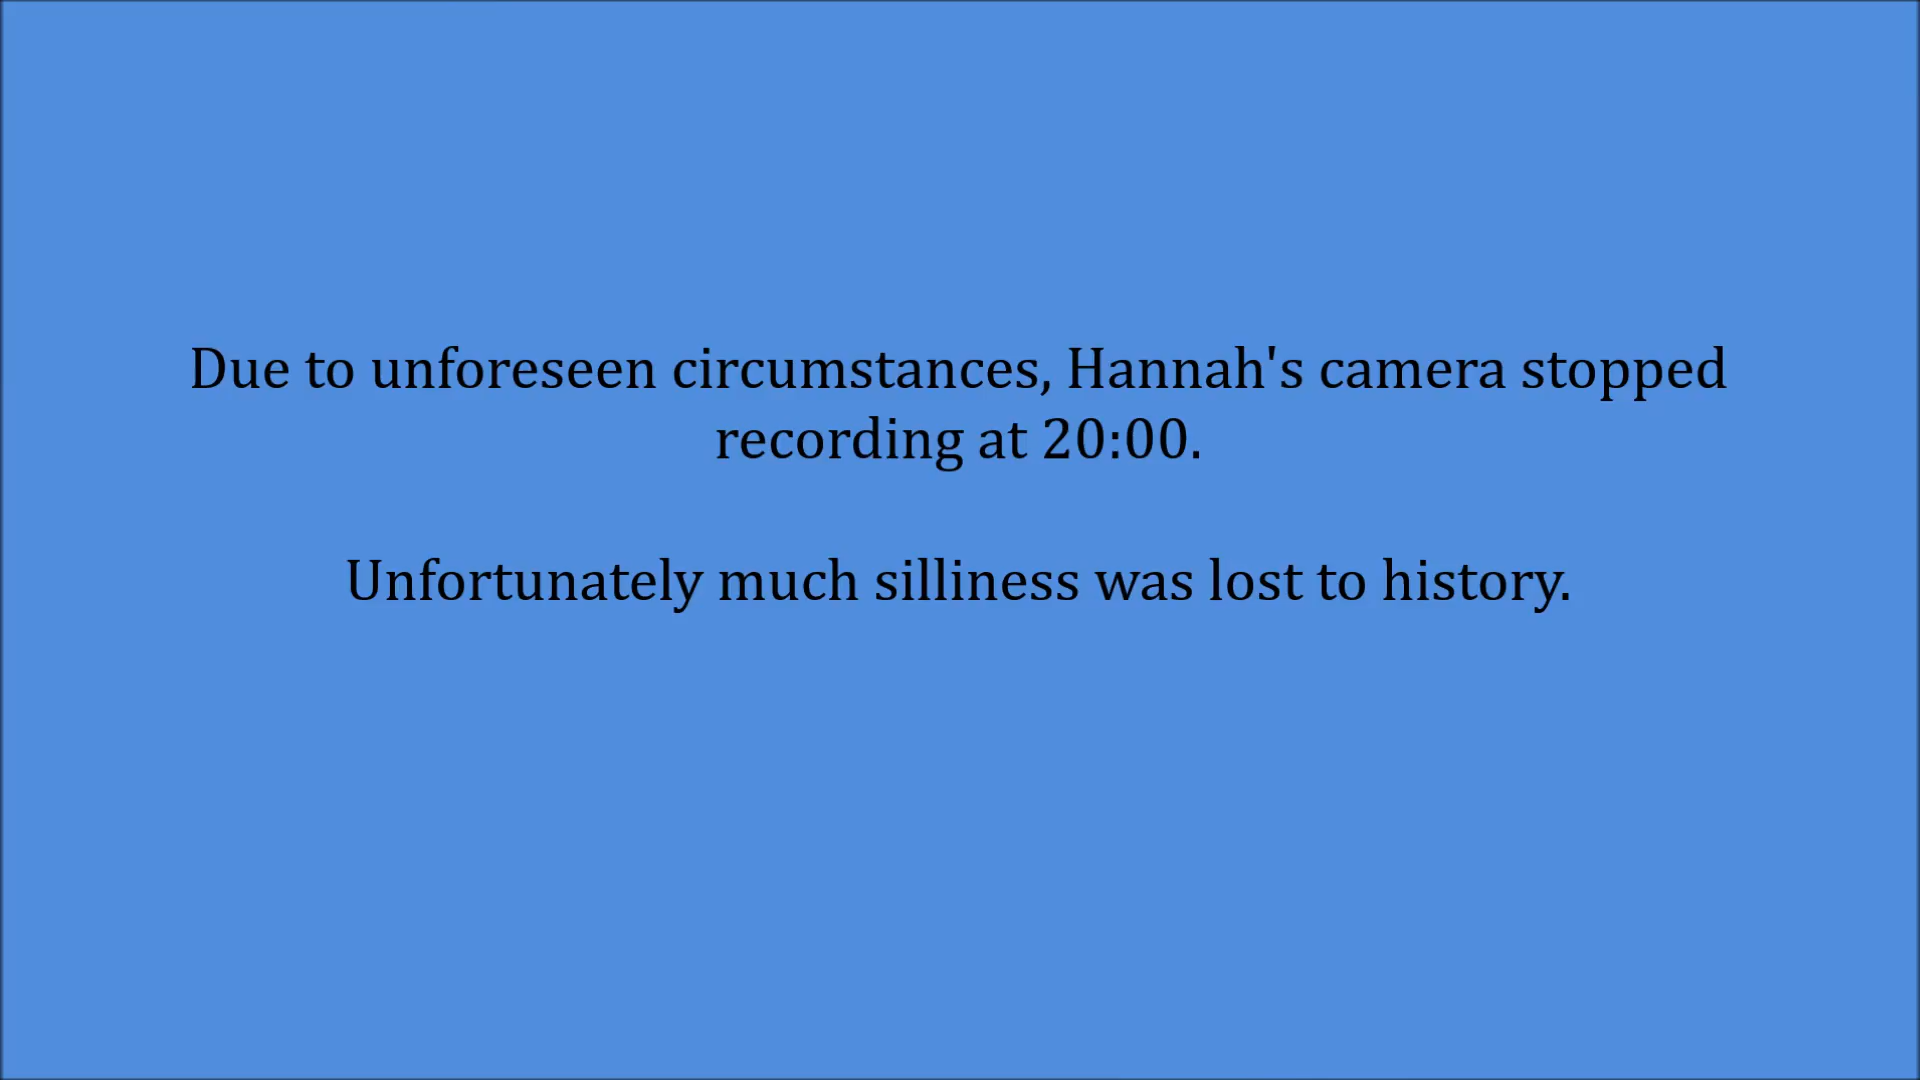 Due to unforeseen circumstances, Hannah's camera stopped
recording at 20:00.
Unfortunately much silliness was lost to history.